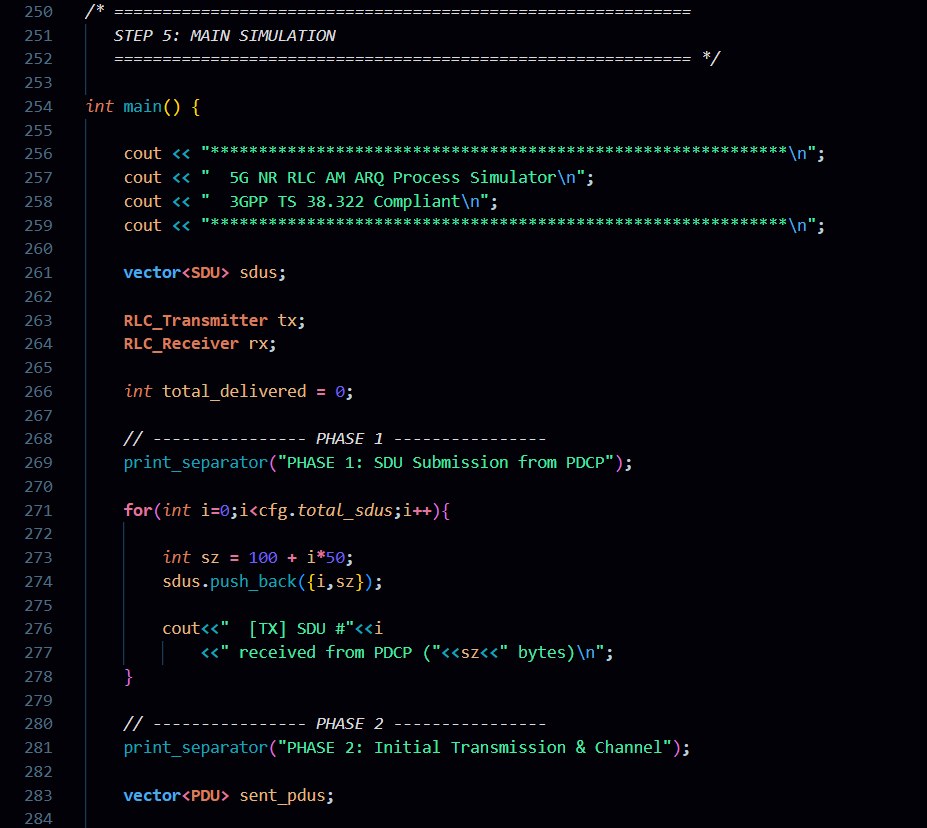 250 /* ============================================================
251 STEP 5: MAIN SIMULATION
252 ============================================================ */
253
254 int main() {
255
256 cout << "************************************************************\n";
257 cout << "  5G NR RLC AM ARQ Process Simulator\n";
258 cout << "  3GPP TS 38.322 Compliant\n";
259 cout << "************************************************************\n";
260
261 vector<SDU> sdus;
262
263 RLC_Transmitter tx;
264 RLC_Receiver rx;
265
266 int total_delivered = 0;
267
268 // ---------------- PHASE 1 ----------------
269 print_separator("PHASE 1: SDU Submission from PDCP");
270
271 for(int i=0;i<cfg.total_sdus;i++){
272
273 int sz = 100 + i*50;
274 sdus.push_back({i,sz});
275
276 cout<<"  [TX] SDU #"<<i
277 <<" received from PDCP ("<<sz<<" bytes)\n";
278 }
279
280 // ---------------- PHASE 2 ----------------
281 print_separator("PHASE 2: Initial Transmission & Channel");
282
283 vector<PDU> sent_pdus;
284